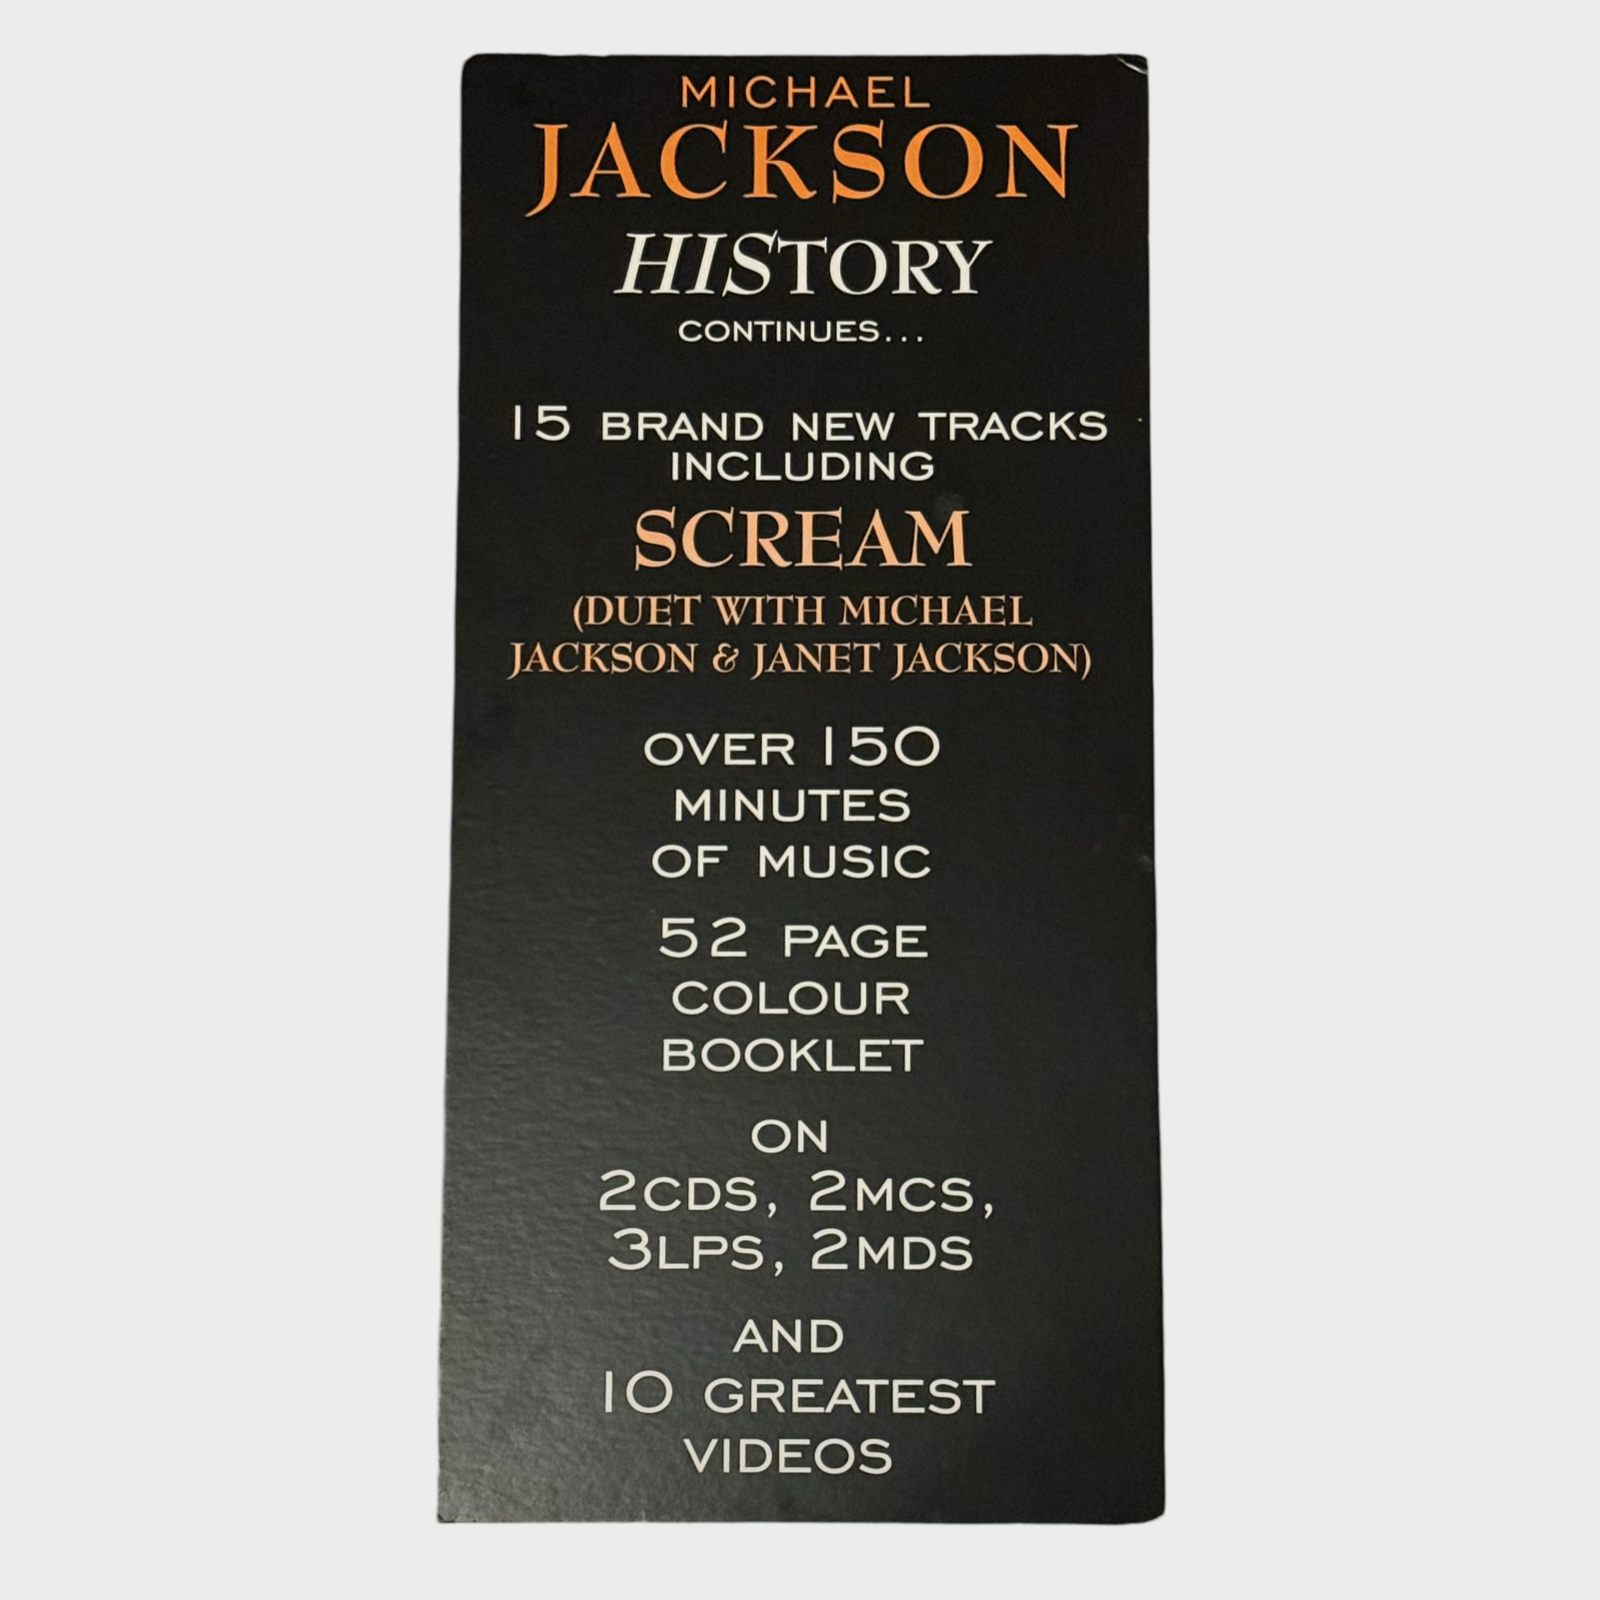 MICHAEL
JACKSON
HISTORY
CONTINUES...
15 BRAND NEW TRACKS
INCLUDING
SCREAM
(DUET WITH MICHAEL
JACKSON & JANET JACKSON)
OVER 150
MINUTES
OF MUSIC
52 PAGE
COLOUR
BOOKLET
ON
2CDS, 2MCS,
3LPS, 2MDS
AND
10 GREATEST
VIDEOS